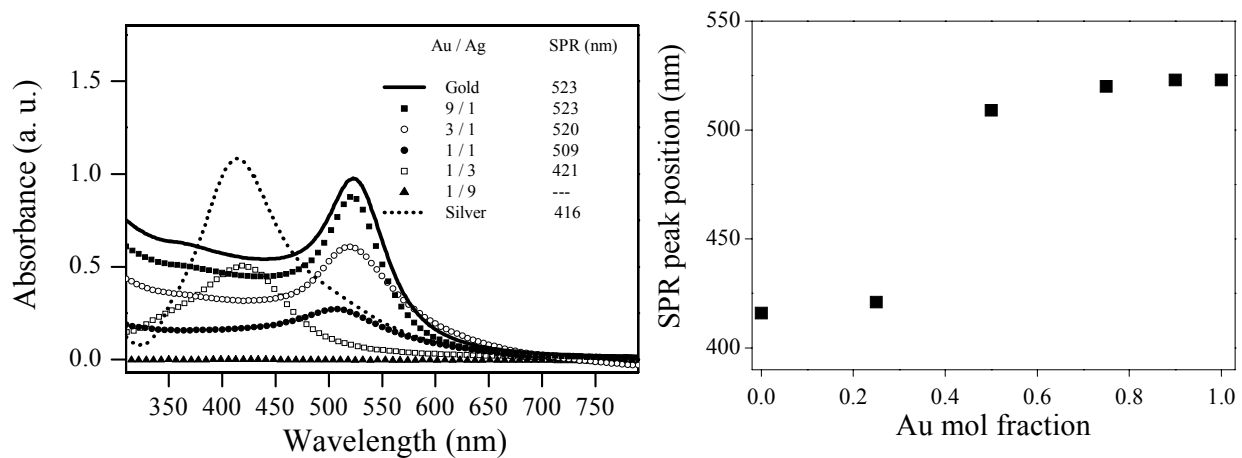 Au / Ag SPR (nm)
Gold 523
9 / 1 523
3 / 1 520
1 / 1 509
1 / 3 421
1 / 9 ---
Silver 416
Absorbance (a. u.)
1.5
1.0
0.5
0.0
350 400 450 500 550 600 650 700 750
Wavelength (nm)
SPR peak position (nm)
550
500
450
400
0.0 0.2 0.4 0.6 0.8 1.0
Au mol fraction